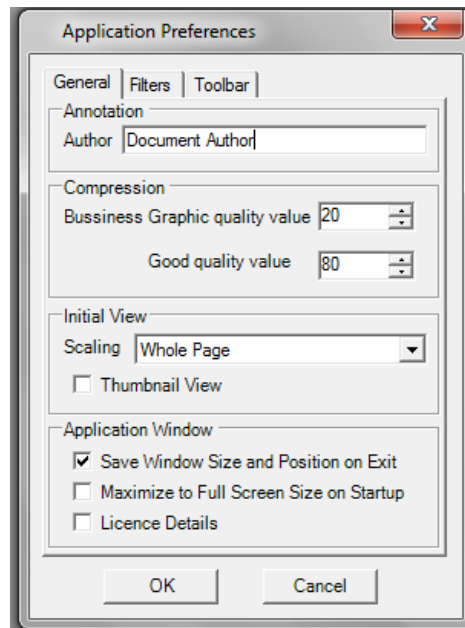 Application Preferences
General Filters Toolbar
Annotation
Author Document Author
Compression
Bussiness Graphic quality value 20
Good quality value 80
Initial View
Scaling Whole Page
Thumbnail View
Application Window
Save Window Size and Position on Exit
Maximize to Full Screen Size on Startup
Licence Details
OK Cancel